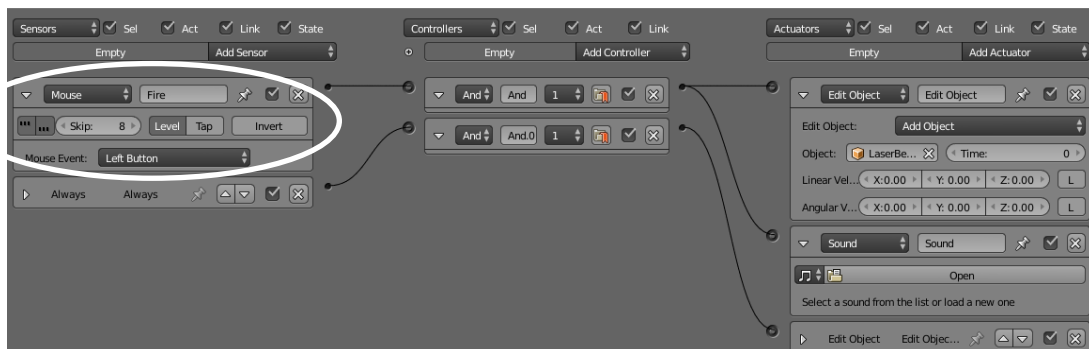 Sensors Sel Act Link State Controllers Sel Act Link Actuators Sel Act Link State
Empty Add Sensor Empty Add Controller Empty Add Actuator
Mouse Fire And And 1 Edit Object Edit Object
Skip: 8 Level Tap Invert And And.0 1 Edit Object: Add Object
Mouse Event: Left Button Object: LaserBe... Time: 0
Always Always Linear Vel... X:0.00 Y: 0.00 Z: 0.00 L
Angular V... X:0.00 Y: 0.00 Z: 0.00 L
Sound Sound
Open
Select a sound from the list or load a new one
Edit Object Edit Objec...